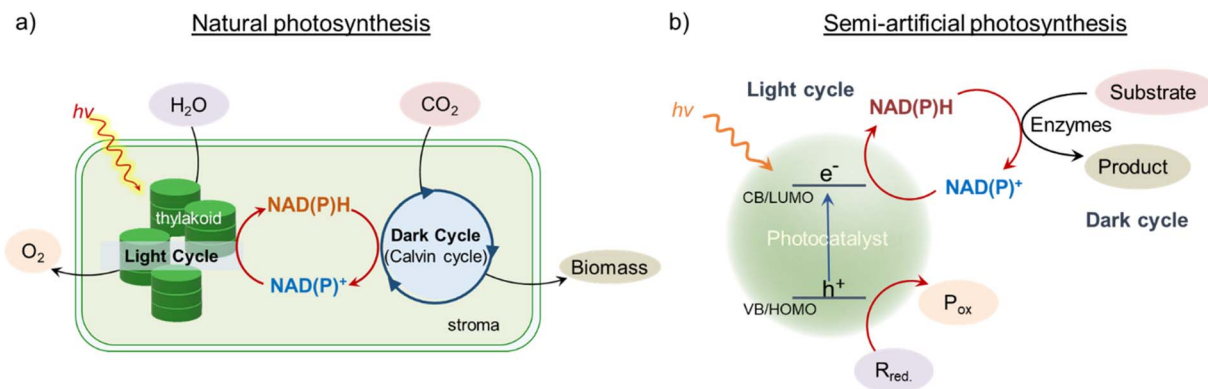 a)
Natural photosynthesis
hv
H₂O
CO₂
thylakoid
NAD(P)H
Light Cycle
Dark Cycle
(Calvin cycle)
O₂
NAD(P)⁺
Biomass
stroma
b)
Semi-artificial photosynthesis
Light cycle
hv
NAD(P)H
Substrate
Enzymes
Product
e⁻
NAD(P)⁺
CB/LUMO
Dark cycle
Photocatalyst
h⁺
VB/HOMO
Pox
Rred.